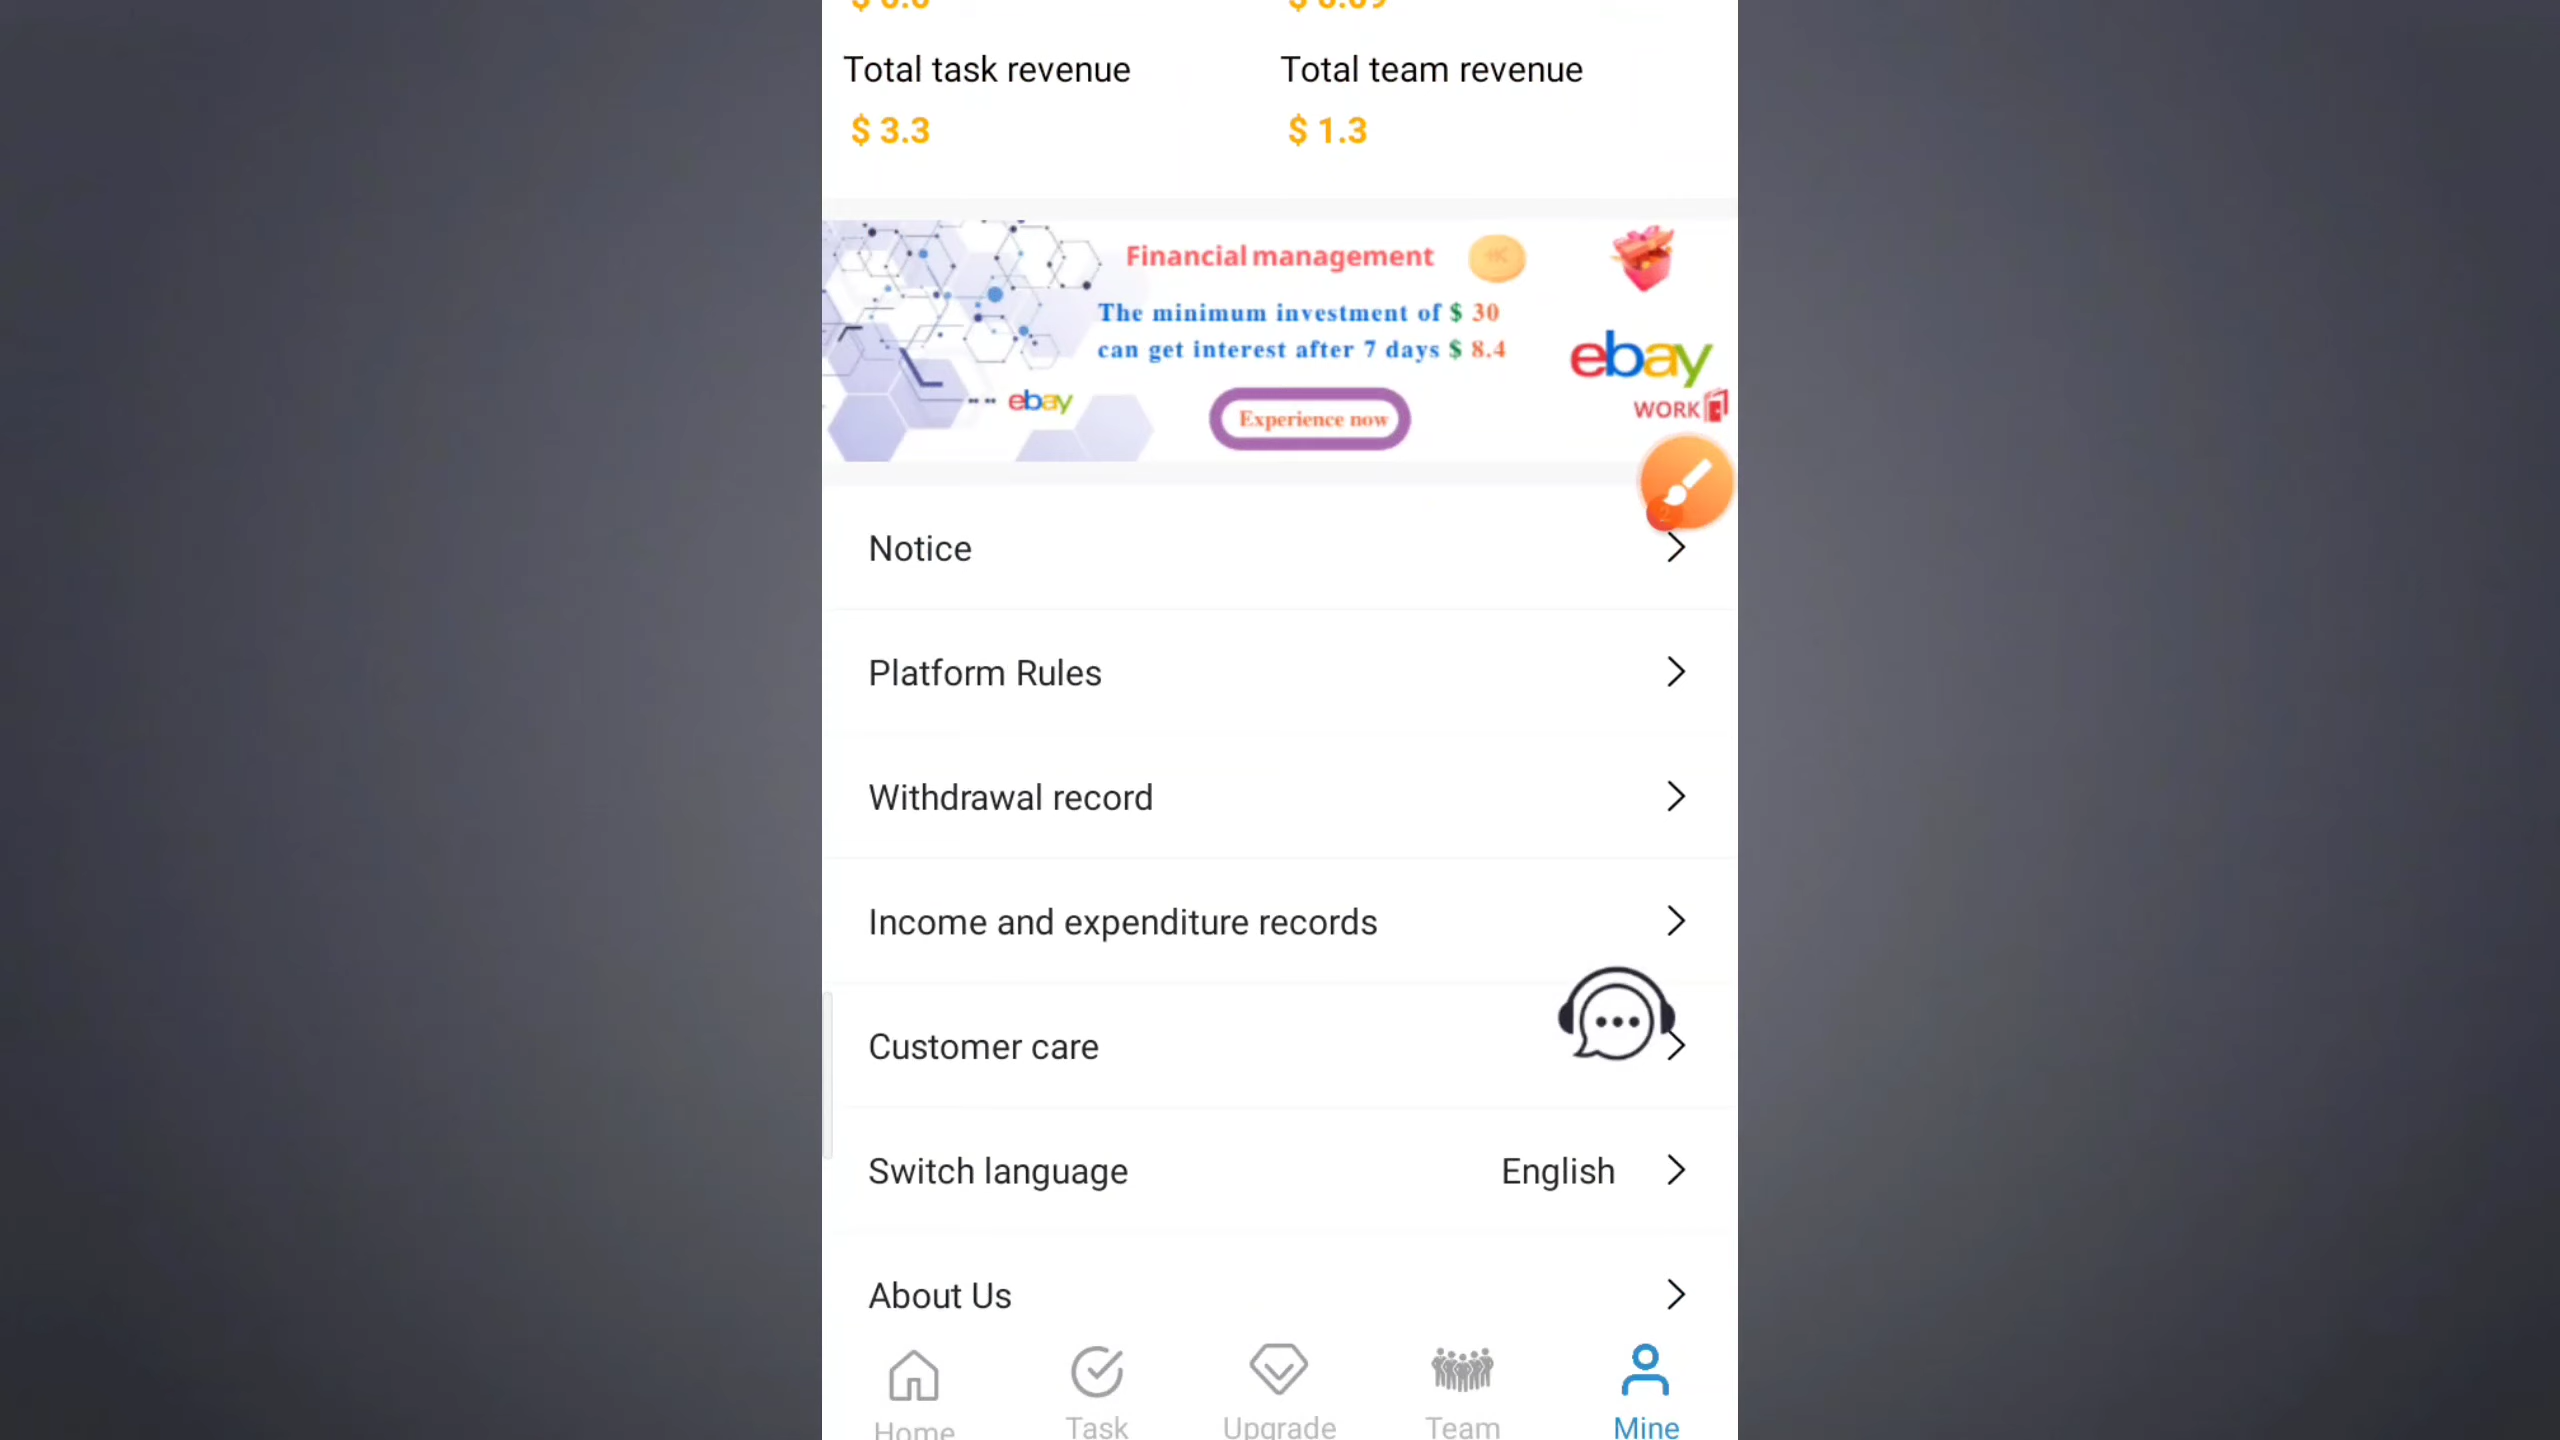 Total task revenue
Total team revenue
$ 3.3
$ 1.3
Financial management
The minimum investment of $ 30
can get interest after 7 days $ 8.4
ebay
ebay
WORK
Experience now
2
Notice
Platform Rules
Withdrawal record
Income and expenditure records
Customer care
Switch language
English
About Us
Home
Task
Upgrade
Team
Mine